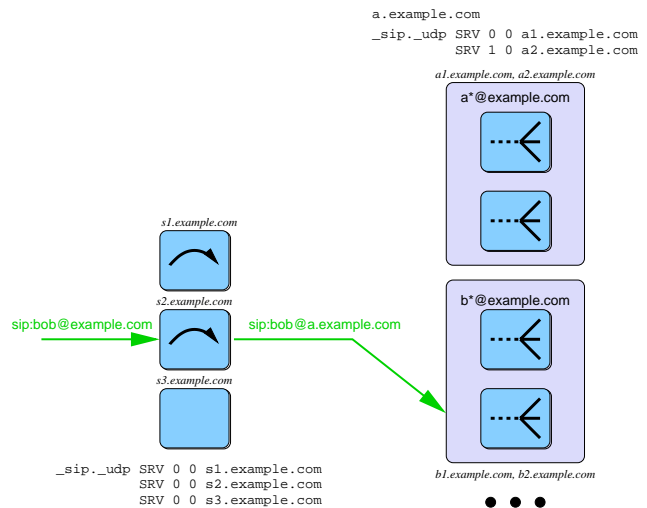 a.example.com
_sip._udp SRV 0 0 a1.example.com
SRV 1 0 a2.example.com
a1.example.com, a2.example.com
a*@example.com
s1.example.com
s2.example.com
b*@example.com
sip:bob@example.com
sip:bob@a.example.com
s3.example.com
_sip._udp SRV 0 0 s1.example.com
SRV 0 0 s2.example.com
SRV 0 0 s3.example.com
b1.example.com, b2.example.com